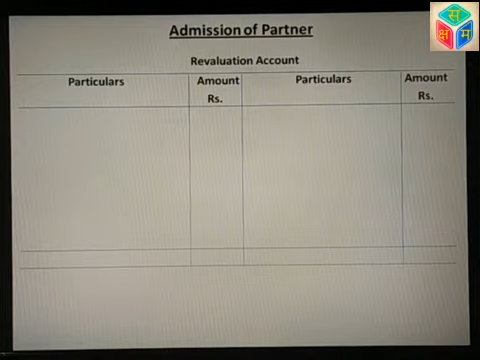 स
क्ष म
Admission of Partner
Revaluation Account
Particulars Amount Particulars Amount
Rs. Rs.